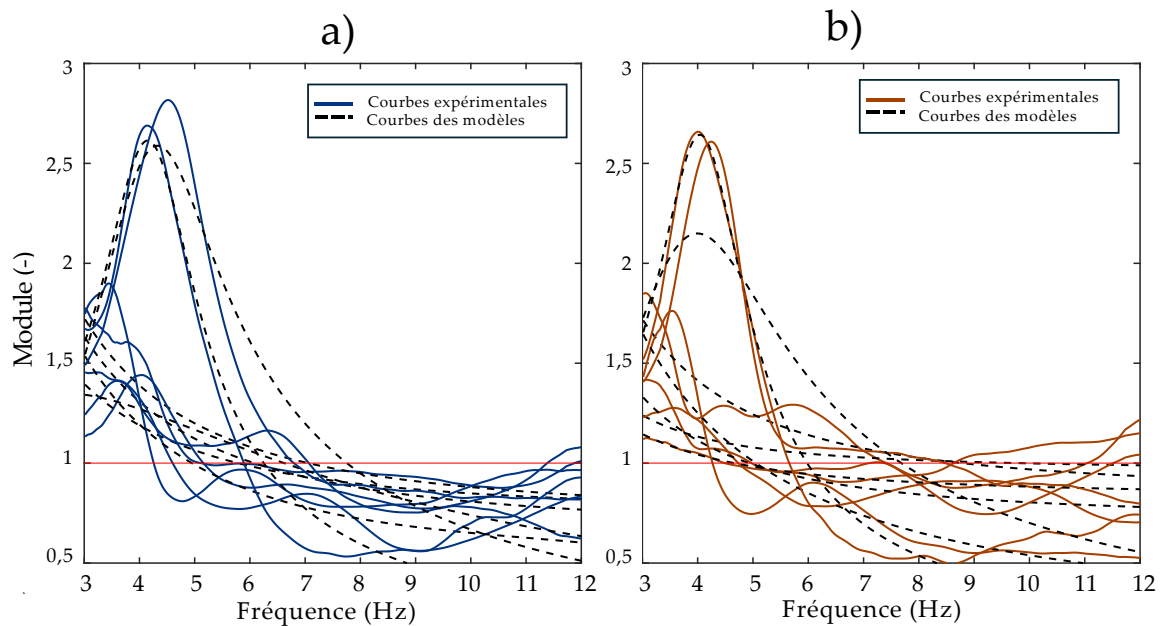 a)
b)
Courbes expérimentales
Courbes des modèles
Courbes expérimentales
Courbes des modèles
Module (-)
3
2,5
2
1,5
1
0,5
3 4 5 6 7 8 9 10 11 12
Fréquence (Hz)
3
2,5
2
1,5
1
0,5
3 4 5 6 7 8 9 10 11 12
Fréquence (Hz)